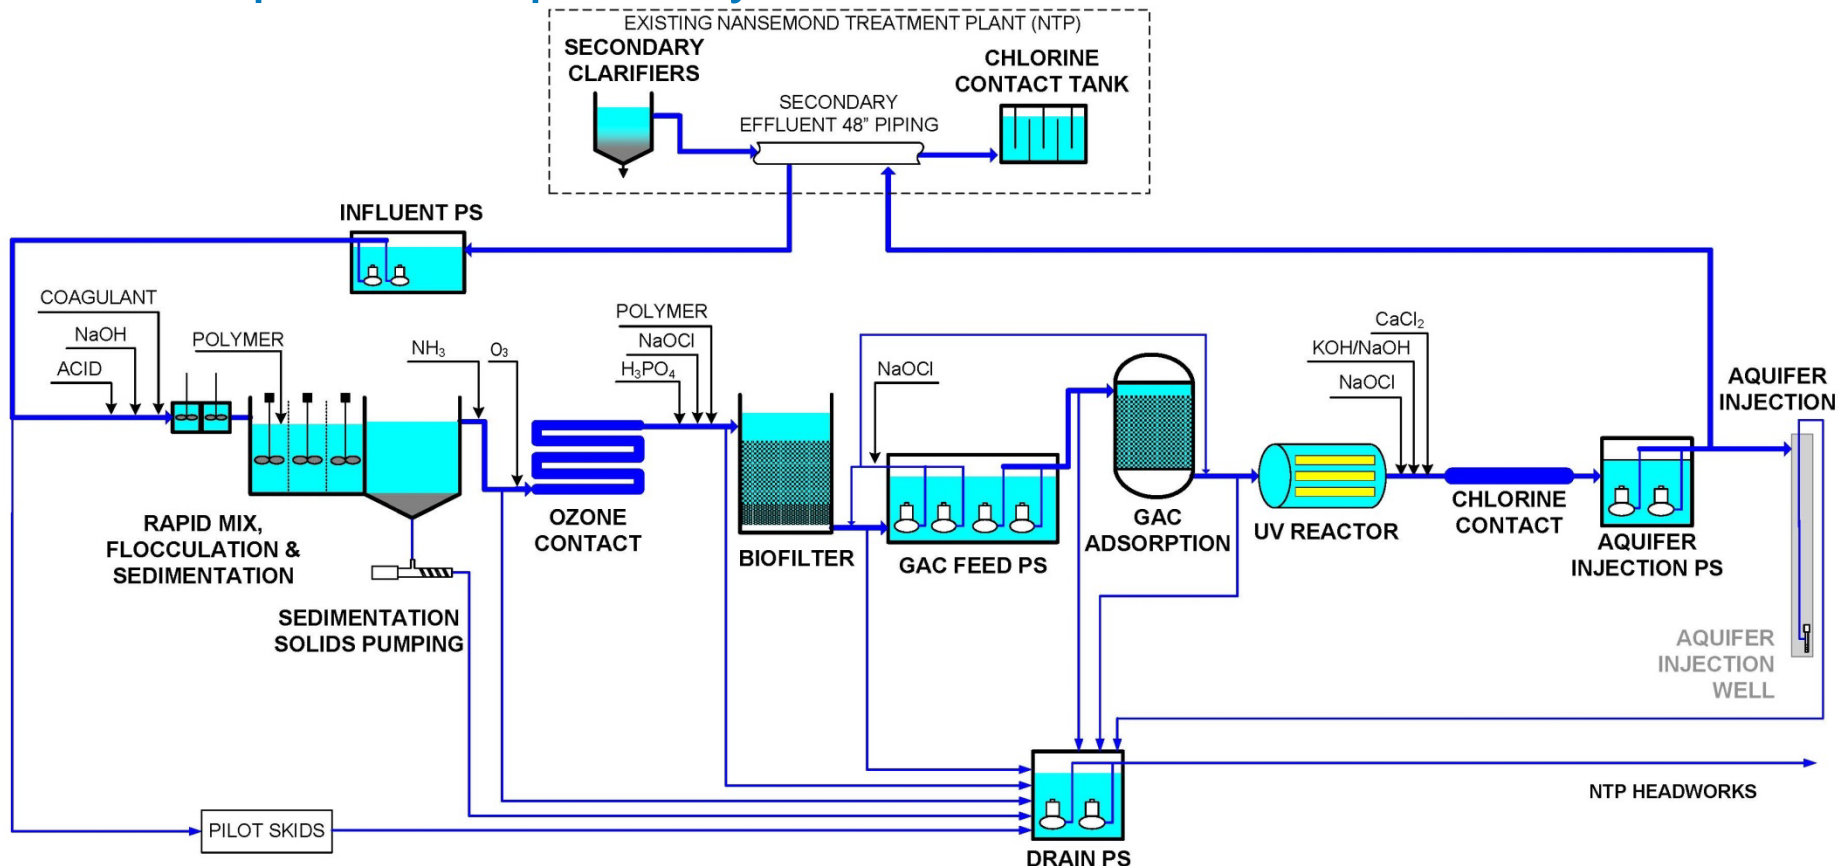 EXISTING NANSEMOND TREATMENT PLANT (NTP)
SECONDARY
CLARIFIERS
SECONDARY
EFFLUENT 48" PIPING
CHLORINE
CONTACT TANK
INFLUENT PS
COAGULANT
NaOH
ACID
POLYMER
NH₃
O₃
POLYMER
NaOCl
H₃PO₄
NaOCl
CaCl₂
KOH/NaOH
NaOCl
AQUIFER
INJECTION
RAPID MIX,
FLOCCULATION &
SEDIMENTATION
OZONE
CONTACT
BIOFILTER
GAC FEED PS
GAC
ADSORPTION
UV REACTOR
CHLORINE
CONTACT
AQUIFER
INJECTION PS
SEDIMENTATION
SOLIDS PUMPING
AQUIFER
INJECTION
WELL
NTP HEADWORKS
PILOT SKIDS
DRAIN PS